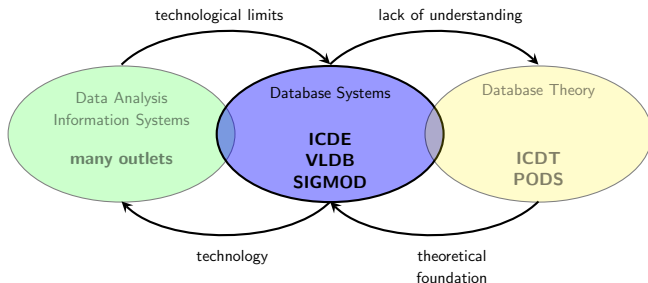 technological limits
lack of understanding
Data Analysis
Information Systems
many outlets
Database Systems
ICDE
VLDB
SIGMOD
Database Theory
ICDT
PODS
technology
theoretical
foundation